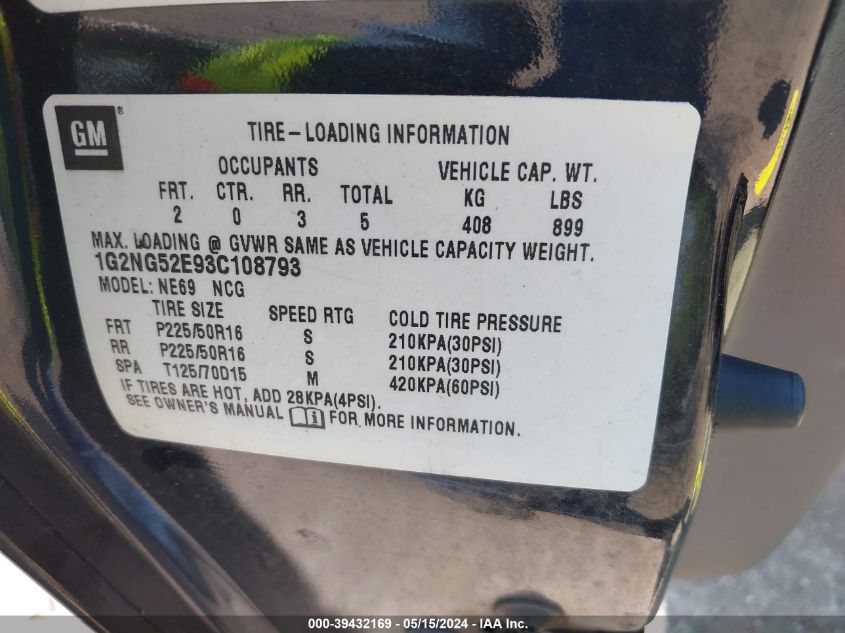 GM®
TIRE-LOADING INFORMATION
OCCUPANTS VEHICLE CAP. WT.
FRT. CTR. RR. TOTAL KG LBS
2 0 3 5 408 899
MAX. LOADING @ GVWR SAME AS VEHICLE CAPACITY WEIGHT.
1G2NG52E93C108793
MODEL: NE69 NCG
TIRE SIZE SPEED RTG COLD TIRE PRESSURE
FRT P225/50R16 S 210KPA(30PSI)
RR P225/50R16 S 210KPA(30PSI)
SPA T125/70D15 M 420KPA(60PSI)
IF TIRES ARE HOT, ADD 28KPA(4PSI).
SEE OWNER'S MANUAL i FOR MORE INFORMATION.
000-39432169 - 05/15/2024 - IAA Inc.